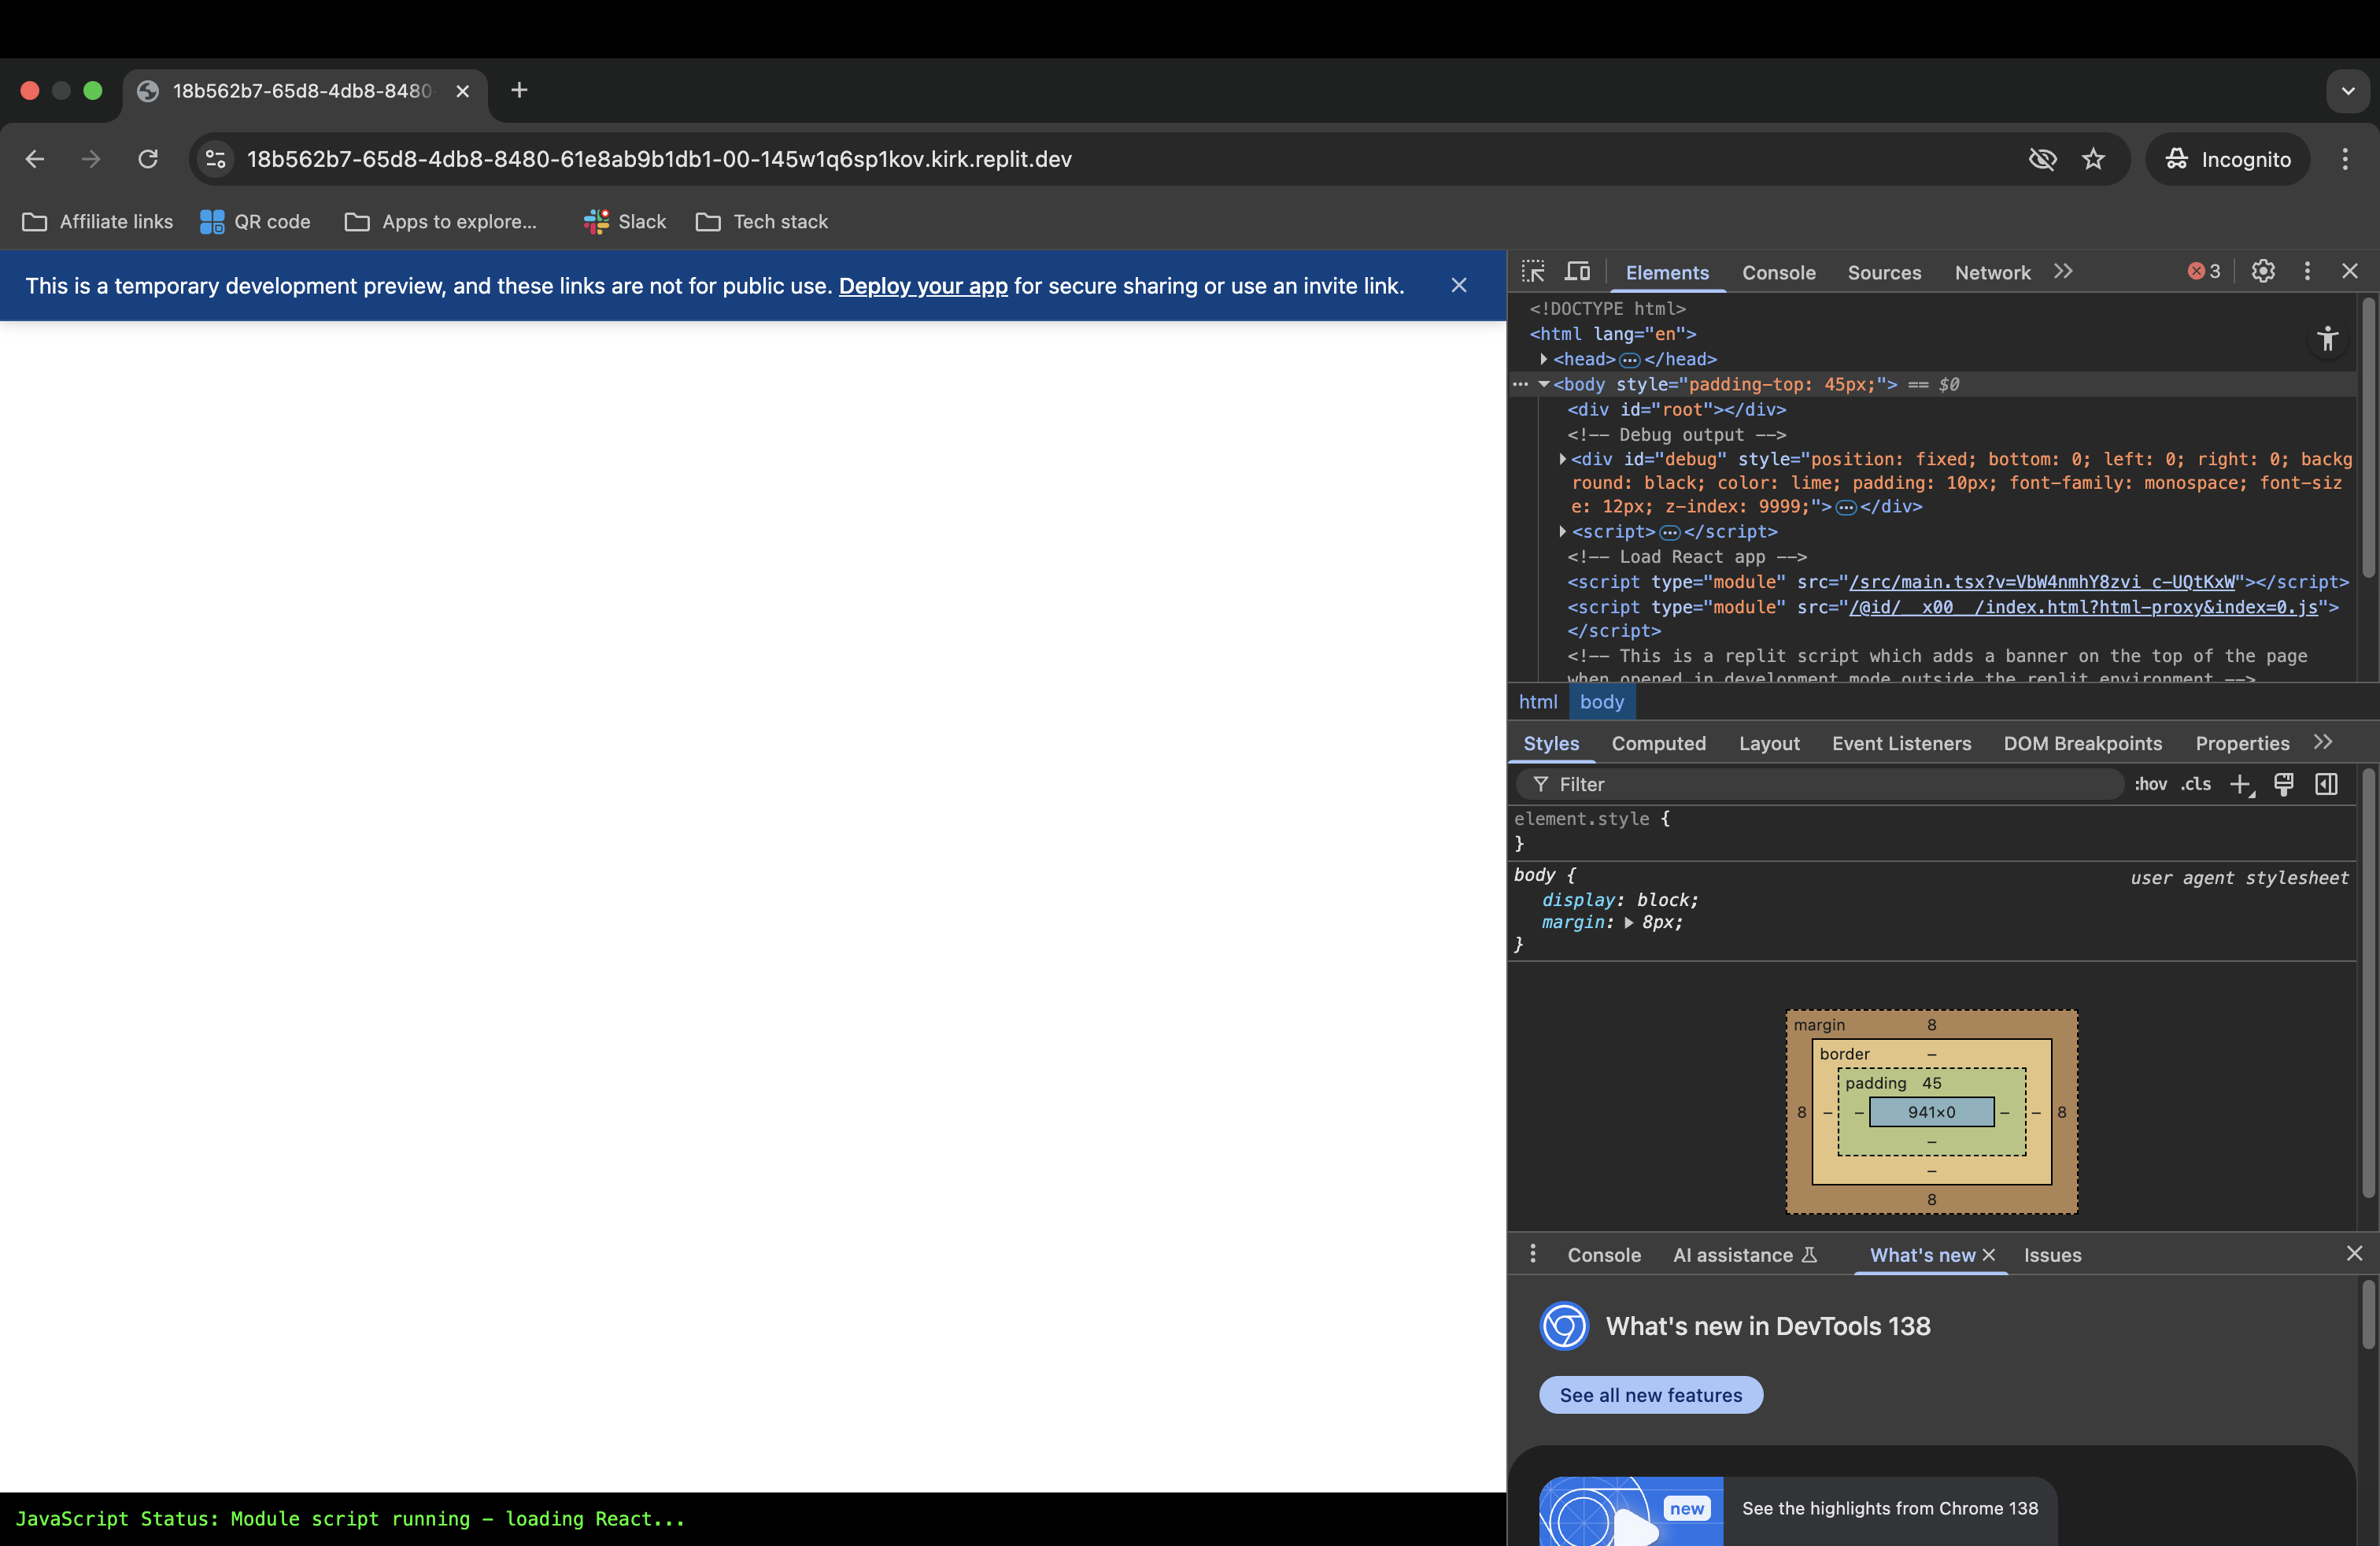 18b562b7-65d8-4db8-8480-
18b562b7-65d8-4db8-8480-61e8ab9b1db1-00-145w1q6sp1kov.kirk.replit.dev
Incognito
Affiliate links QR code Apps to explore... Slack Tech stack
This is a temporary development preview, and these links are not for public use. Deploy your app for secure sharing or use an invite link.
Elements Console Sources Network 3
<!DOCTYPE html>
<html lang="en">
<head>…</head>
<body style="padding-top: 45px;"> == $0
<div id="root"></div>
<!-- Debug output -->
<div id="debug" style="position: fixed; bottom: 0; left: 0; right: 0; backg
round: black; color: lime; padding: 10px; font-family: monospace; font-siz
e: 12px; z-index: 9999;">…</div>
<script>…</script>
<!-- Load React app -->
<script type="module" src="/src/main.tsx?v=VbW4nmhY8zvi_c-UQtKxW"></script>
<script type="module" src="/@id/__x00__/index.html?html-proxy&index=0.js">
</script>
<!-- This is a replit script which adds a banner on the top of the page
when opened in development mode outside the replit environment -->
html body
Styles Computed Layout Event Listeners DOM Breakpoints Properties
Filter :hov .cls
element.style {
}
body { user agent stylesheet
display: block;
margin: 8px;
}
margin 8
border –
padding 45
8 – – 941×0 – – 8
–
–
8
Console AI assistance What's new Issues
What's new in DevTools 138
See all new features
new See the highlights from Chrome 138
JavaScript Status: Module script running - loading React...